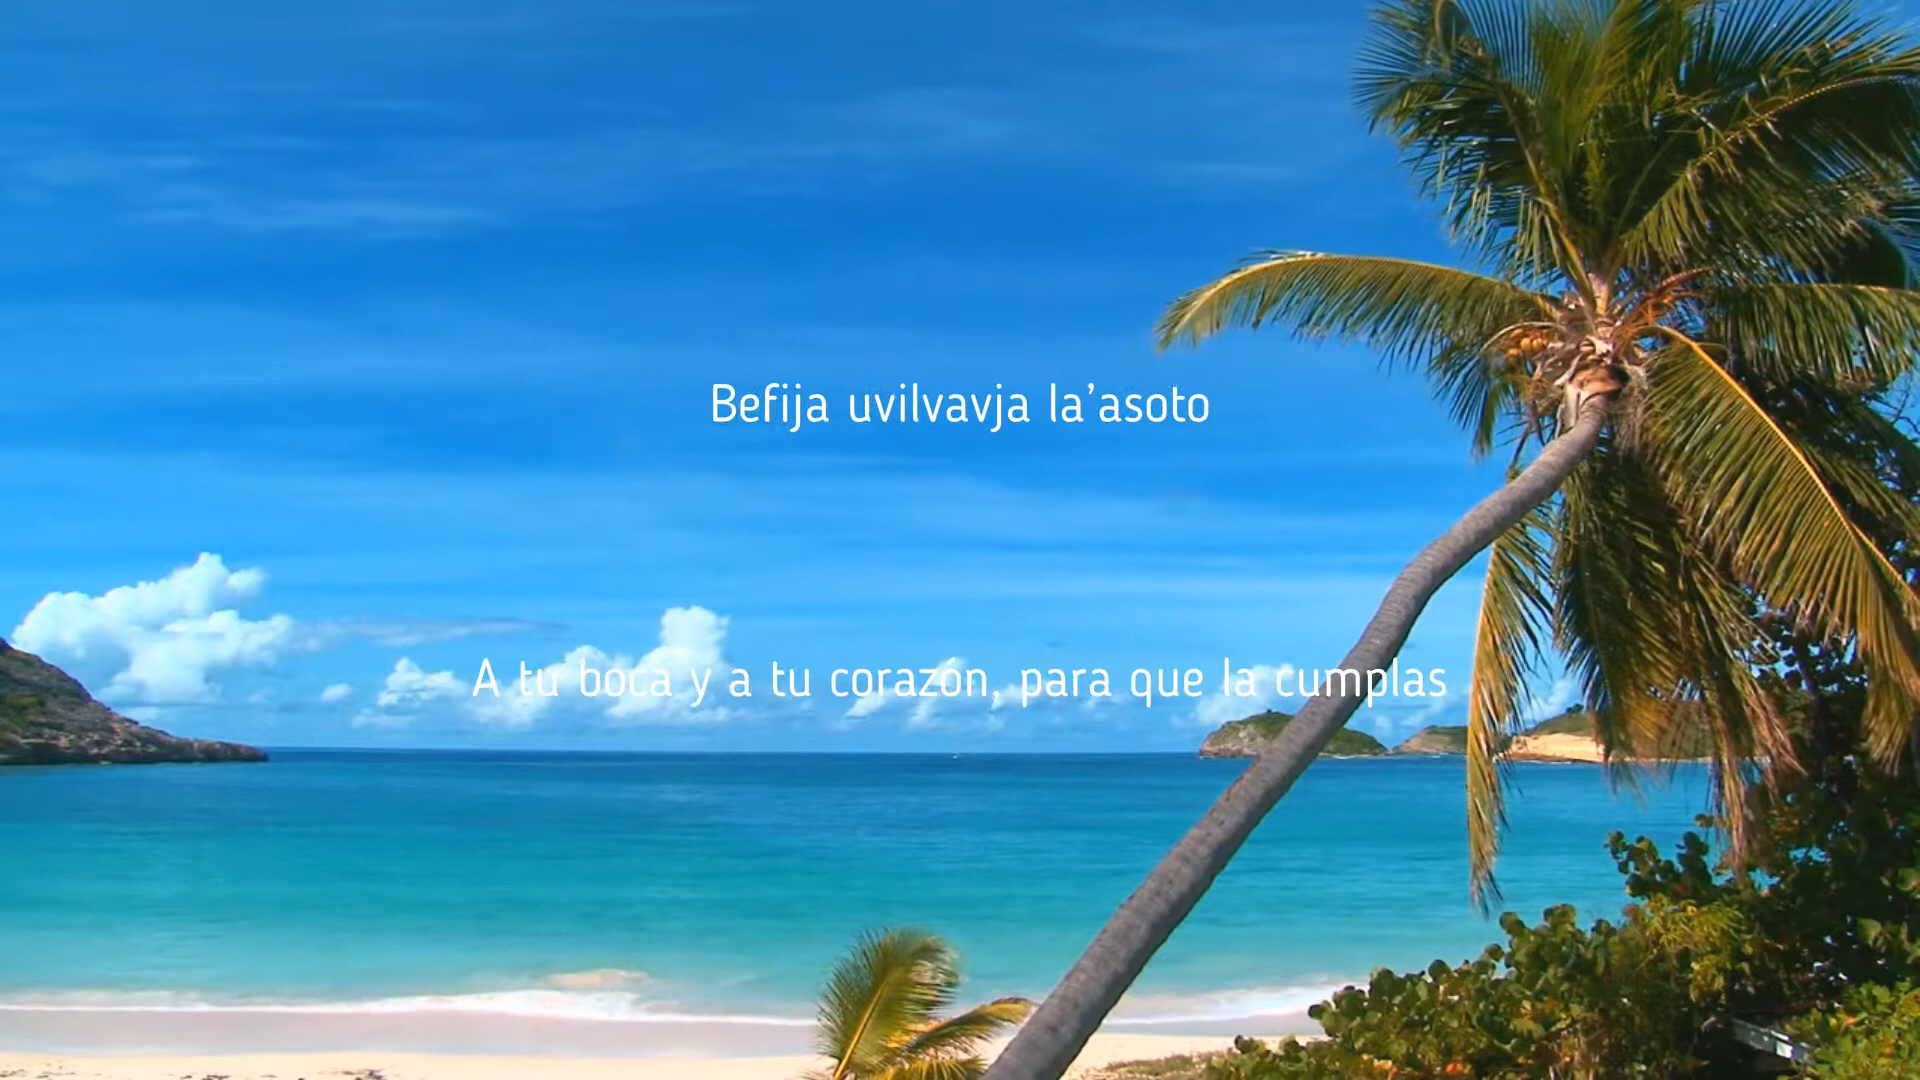 Befija uvilvavja la’asoto
A tu boca y a tu corazón, para que la cumplas